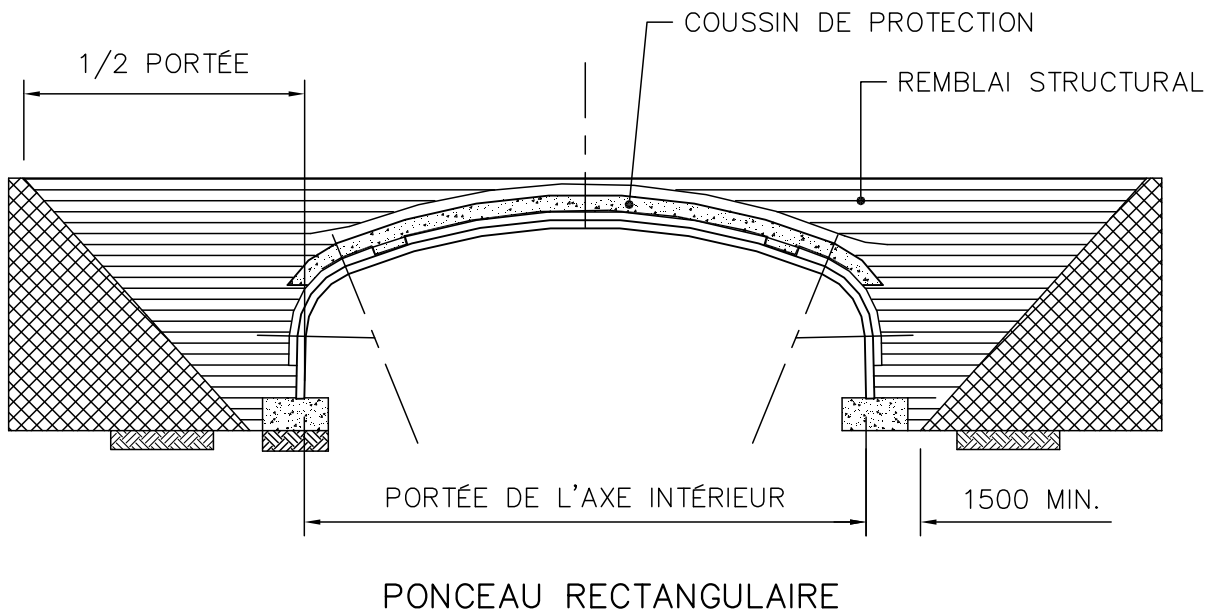 COUSSIN DE PROTECTION
1/2 PORTÉE
REMBLAI STRUCTURAL
PORTÉE DE L'AXE INTÉRIEUR
1500 MIN.
PONCEAU RECTANGULAIRE